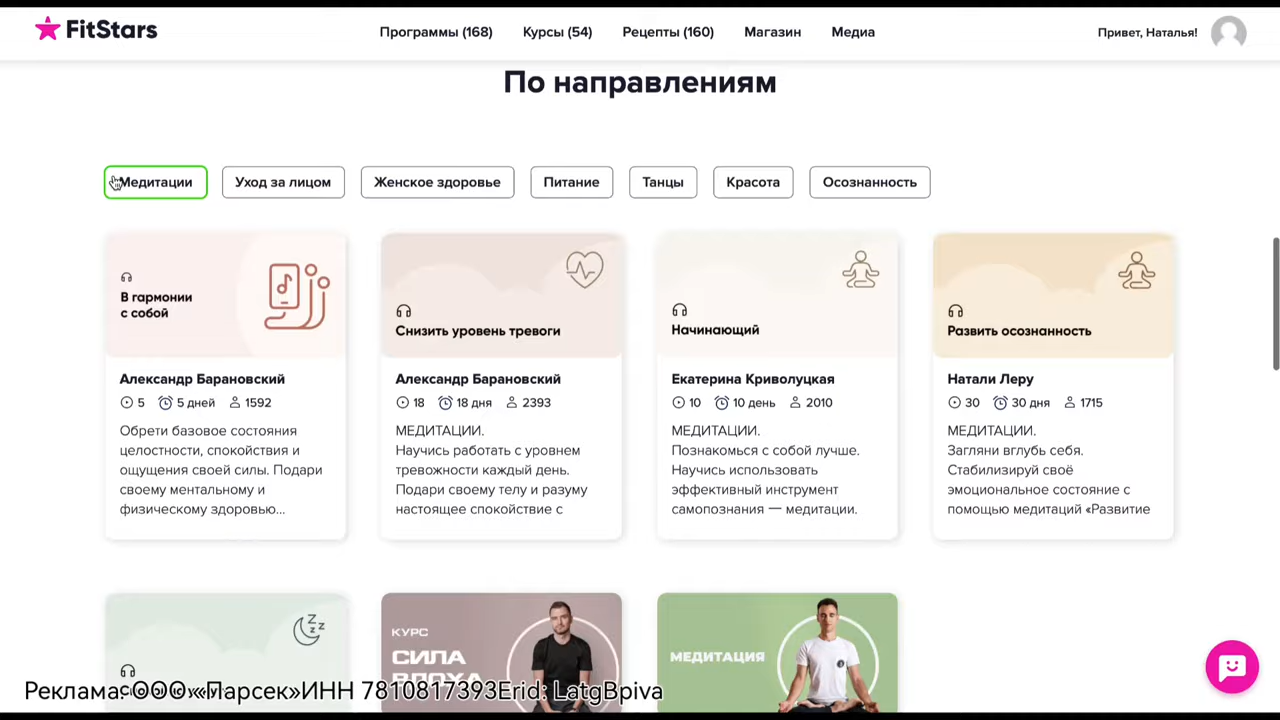 FitStars
Программы (168)
Курсы (54)
Рецепты (160)
Магазин
Медиа
Привет, Наталья!
По направлениям
Медитации
Уход за лицом
Женское здоровье
Питание
Танцы
Красота
Осознанность
В гармонии
с собой
Александр Барановский
5
5 дней
1592
Обрети базовое состояния
целостности, спокойствия и
ощущения своей силы. Подари
своему ментальному и
физическому здоровью...
Снизить уровень тревоги
Александр Барановский
18
18 дня
2393
МЕДИТАЦИИ.
Научись работать с уровнем
тревожности каждый день.
Подари своему телу и разуму
настоящее спокойствие с
Начинающий
Екатерина Криволуцкая
10
10 день
2010
МЕДИТАЦИИ.
Познакомься с собой лучше.
Научись использовать
эффективный инструмент
самопознания — медитации.
Развить осознанность
Натали Леру
30
30 дня
1715
МЕДИТАЦИИ.
Загляни вглубь себя.
Стабилизируй своё
эмоциональное состояние с
помощью медитаций «Развитие
Z Z Z Z
КУРС
СИЛА
ВДОХА
МЕДИТАЦИЯ
Реклама: ООО «Парсек»ИНН 7810817393Erid: LatgBpiva